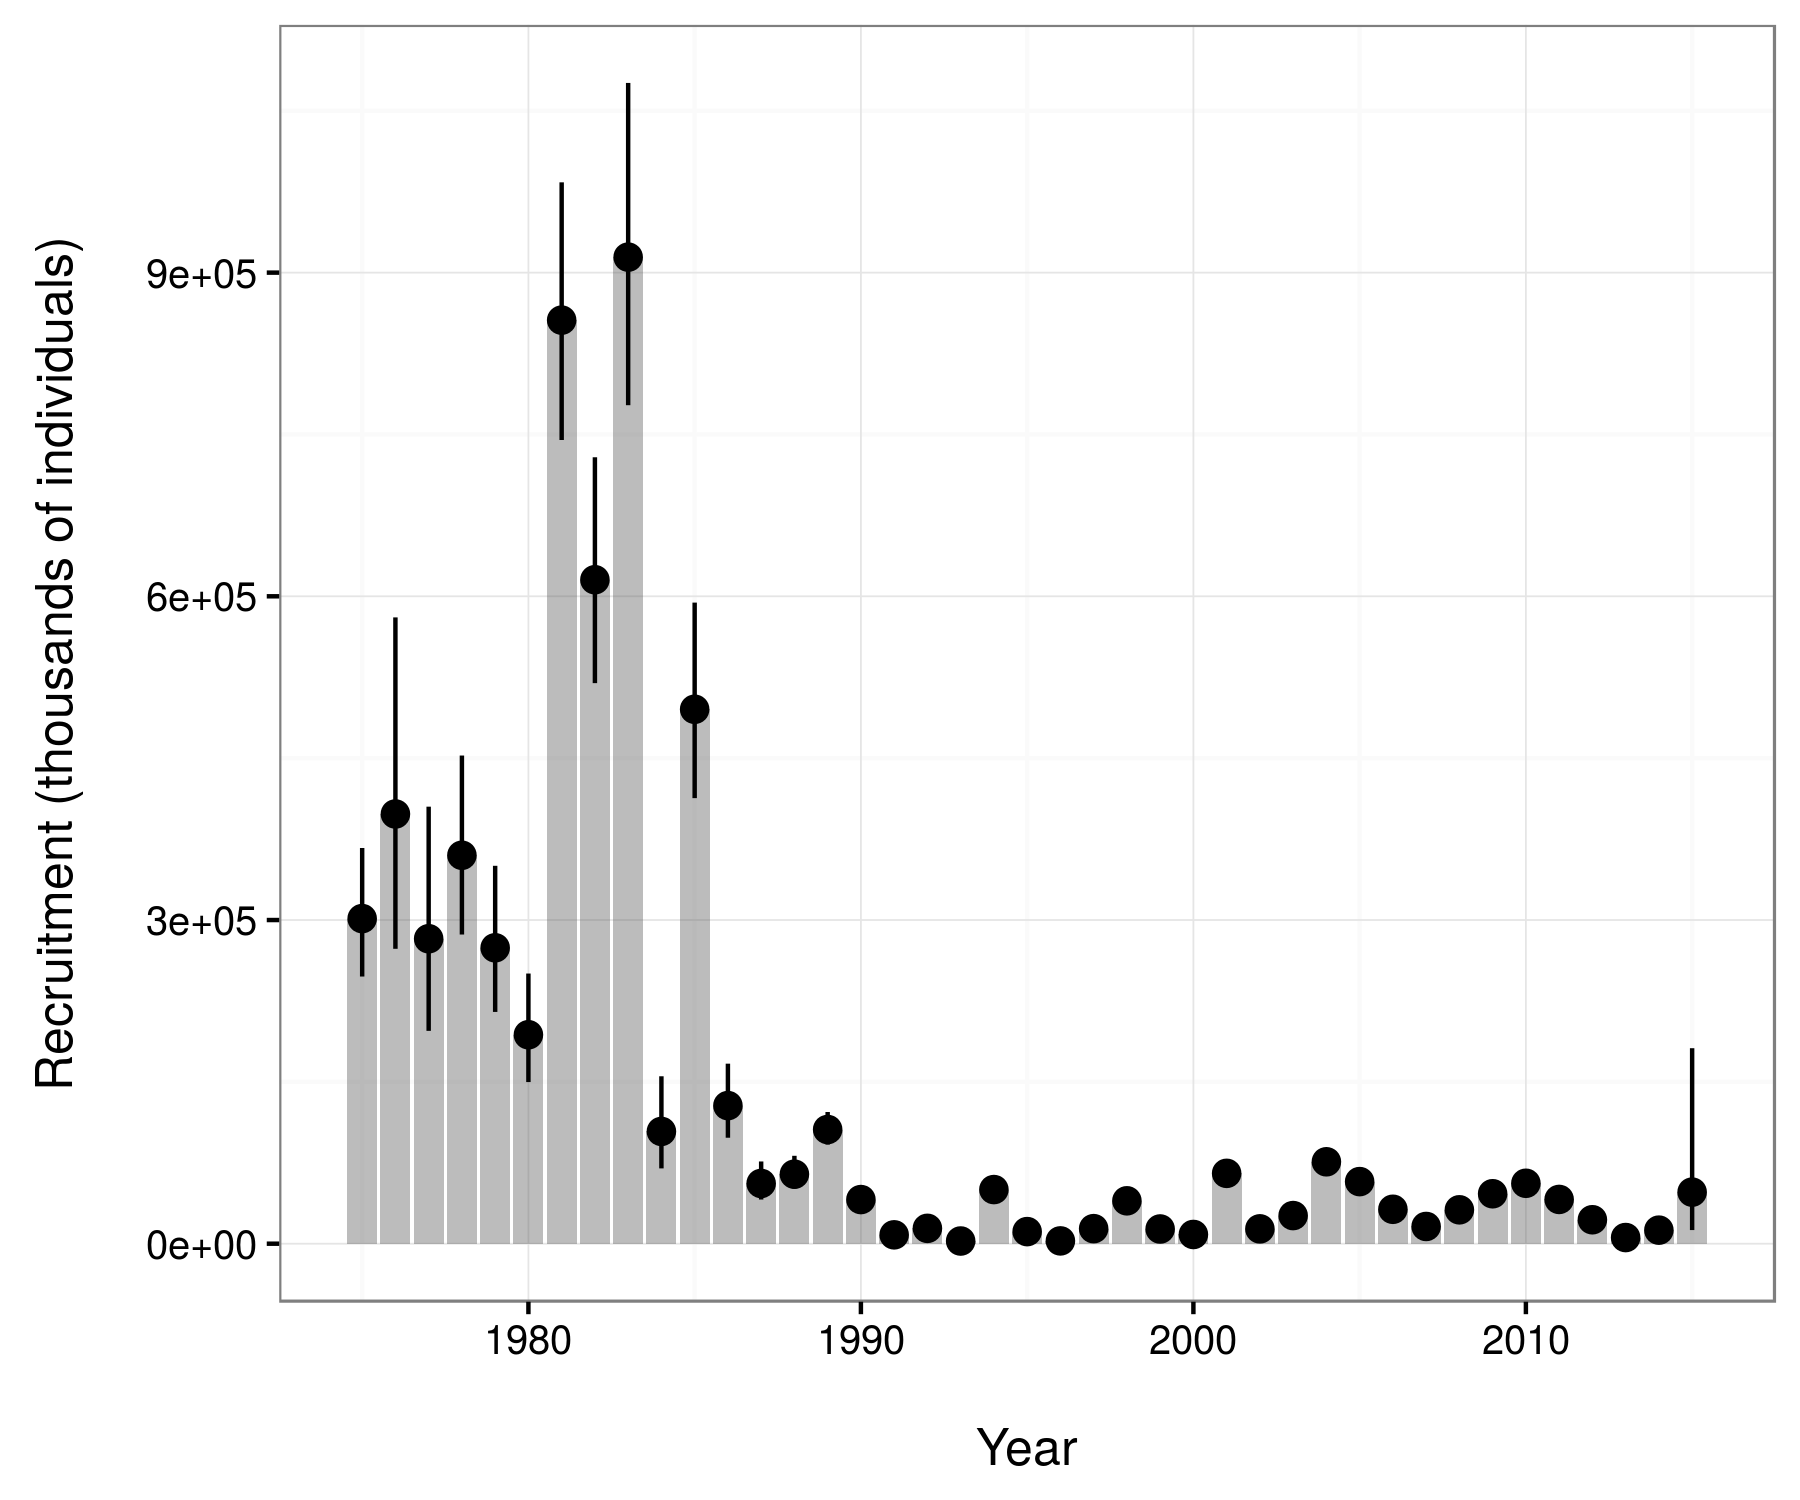 Recruitment (thousands of individuals)
9e+05
6e+05
3e+05
0e+00
1980
1990
2000
2010
Year